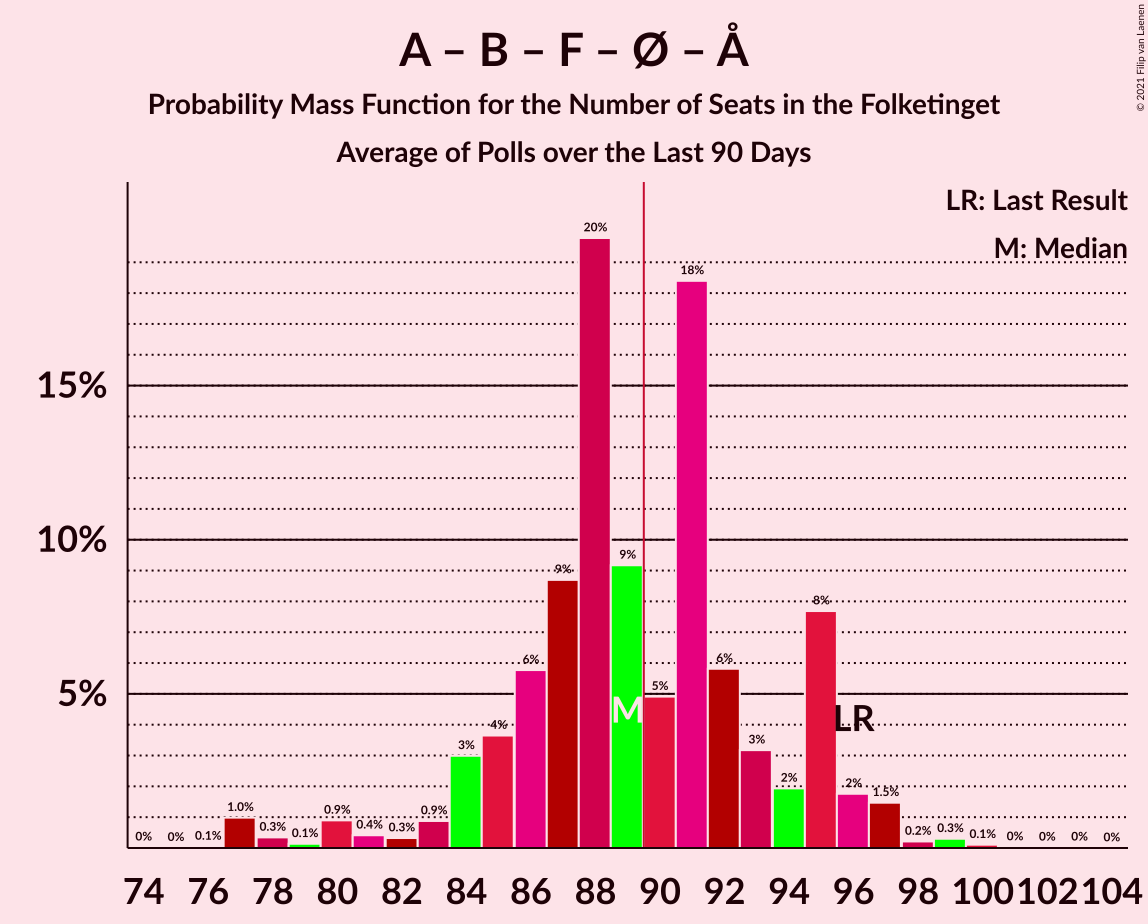 A – B – F – Ø – Å
Probability Mass Function for the Number of Seats in the Folketinget
Average of Polls over the Last 90 Days
© 2021 Filip van Laenen
LR: Last Result
M: Median
15%
10%
5%
0% 0% 0.1% 1.0% 0.3% 0.1% 0.9% 0.4% 0.3% 0.9% 3% 4% 6% 9% 20% 9% 5% 18% 6% 3% 2% 8% 2% 1.5% 0.2% 0.3% 0.1% 0% 0% 0% 0%
M
LR
74 76 78 80 82 84 86 88 90 92 94 96 98 100 102 104